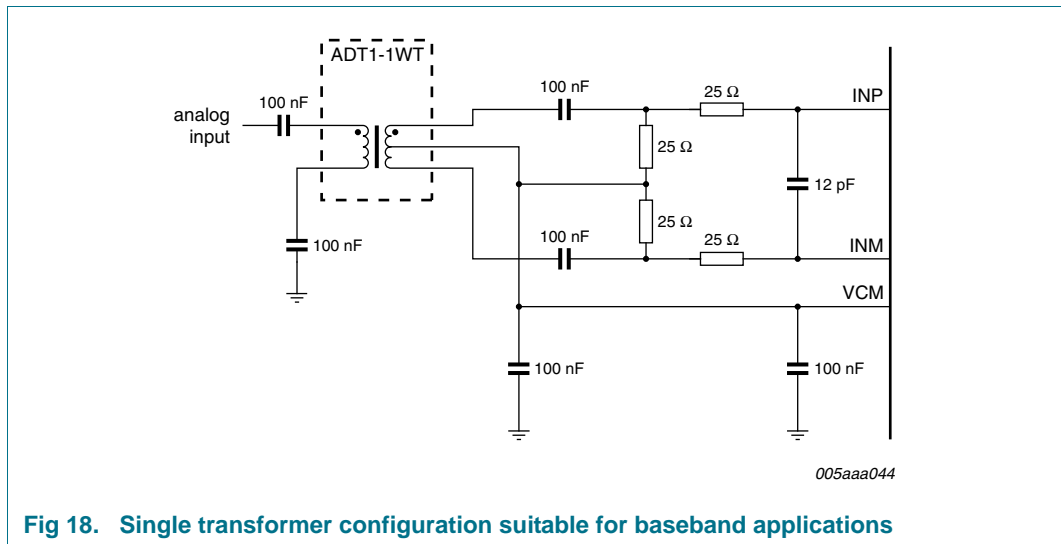 ADT1-1WT
100 nF
25 Ω
INP
analog
input
100 nF
25 Ω
12 pF
25 Ω
100 nF
25 Ω
INM
100 nF
VCM
100 nF
100 nF
005aaa044
Fig 18. Single transformer configuration suitable for baseband applications